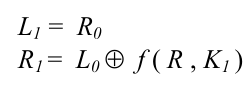 L₁ = R₀
R₁ = L₀ ⊕ f ( R , K₁ )